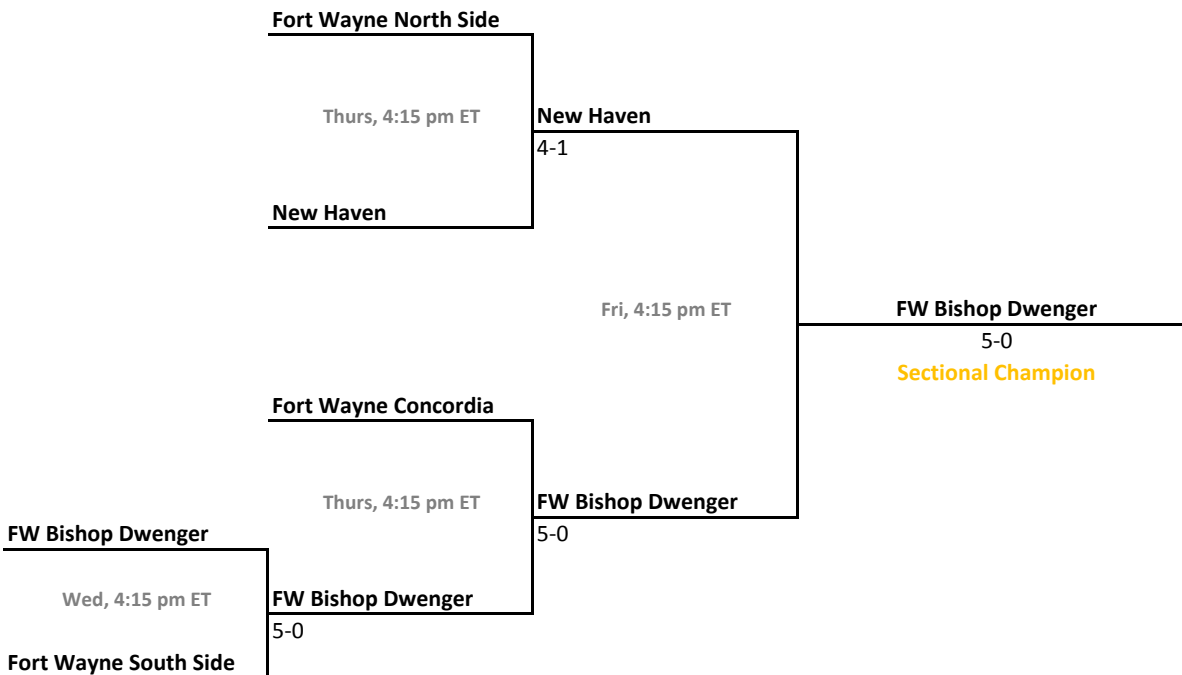 Fort Wayne North Side
Thurs, 4:15 pm ET
New Haven
4-1
New Haven
Fri, 4:15 pm ET
FW Bishop Dwenger
5-0
Sectional Champion
Fort Wayne Concordia
Thurs, 4:15 pm ET
FW Bishop Dwenger
5-0
FW Bishop Dwenger
Wed, 4:15 pm ET
FW Bishop Dwenger
5-0
Fort Wayne South Side